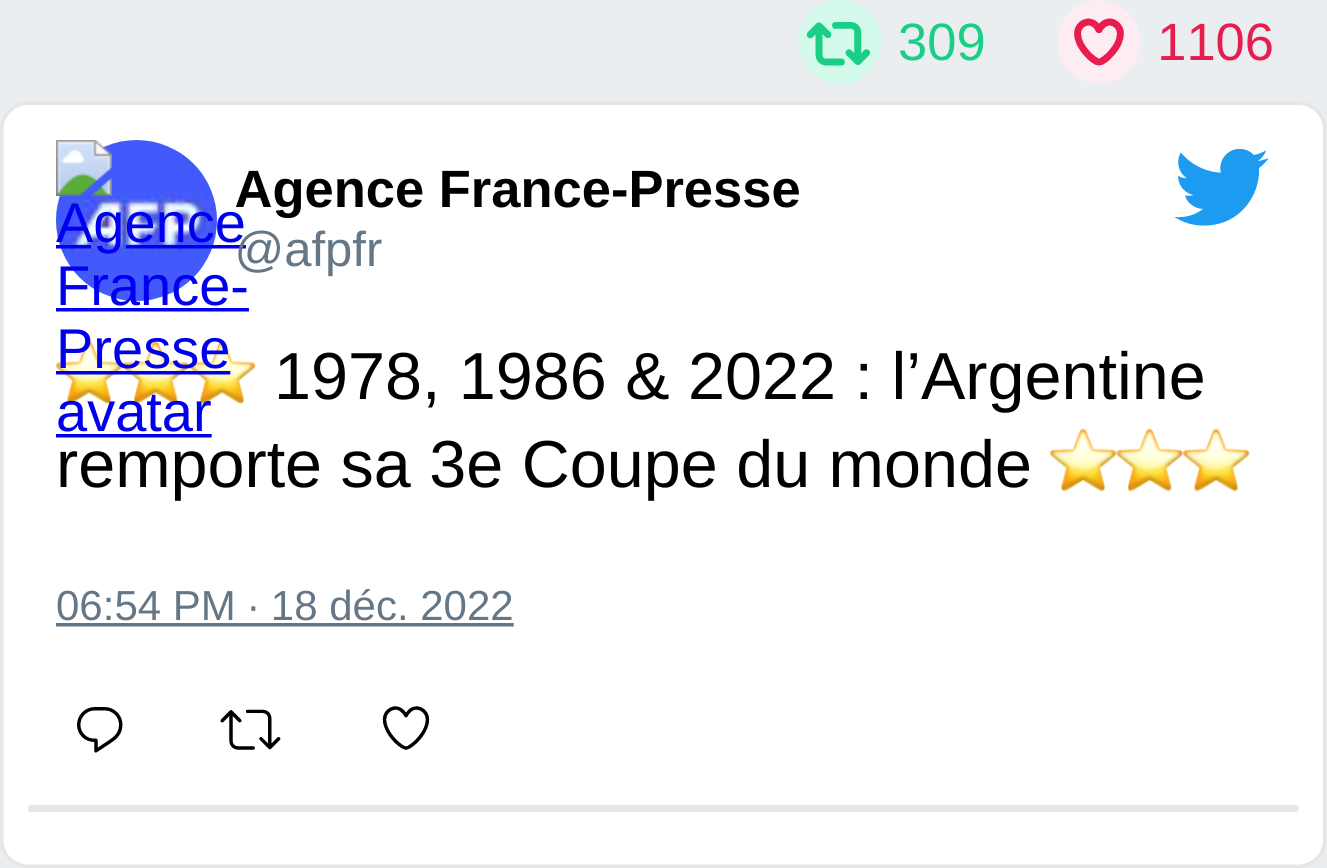 309 1106
Agence France-Presse
@afpfr
Agence
France-
Presse
avatar
⭐⭐⭐ 1978, 1986 & 2022 : l’Argentine
remporte sa 3e Coupe du monde ⭐⭐⭐
06:54 PM · 18 déc. 2022